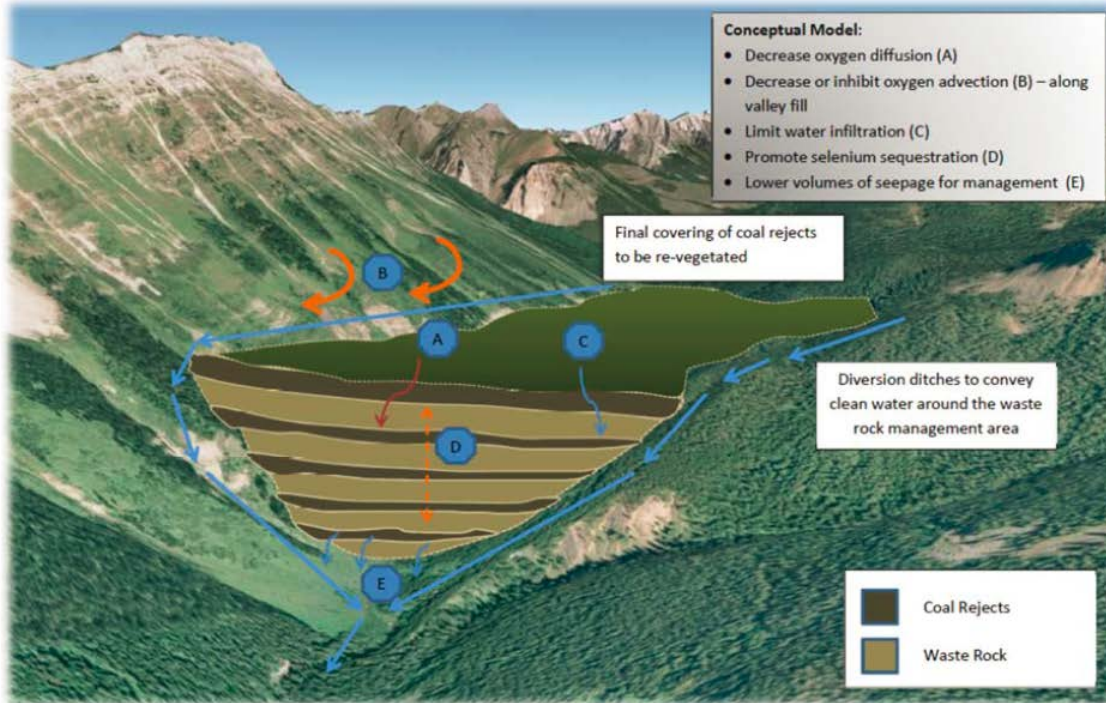 Conceptual Model:
• Decrease oxygen diffusion (A)
• Decrease or inhibit oxygen advection (B) – along
valley fill
• Limit water infiltration (C)
• Promote selenium sequestration (D)
• Lower volumes of seepage for management (E)
Final covering of coal rejects
to be re-vegetated
B
A
C
Diversion ditches to convey
clean water around the waste
rock management area
D
E
Coal Rejects
Waste Rock